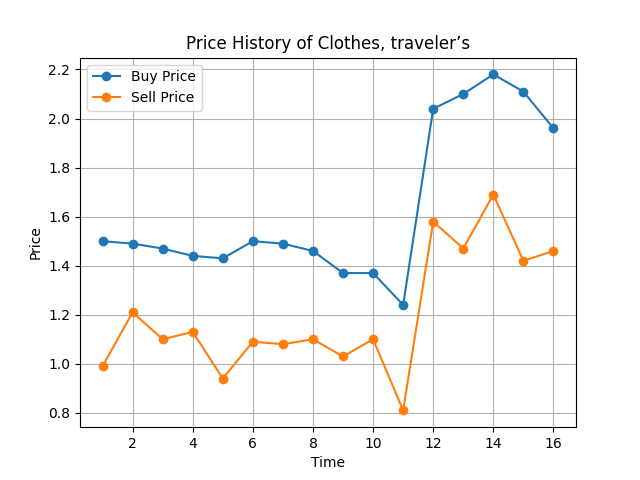 Price History of Clothes, traveler’s
Buy Price
Sell Price
Price
2.2
2.0
1.8
1.6
1.4
1.2
1.0
0.8
2 4 6 8 10 12 14 16
Time